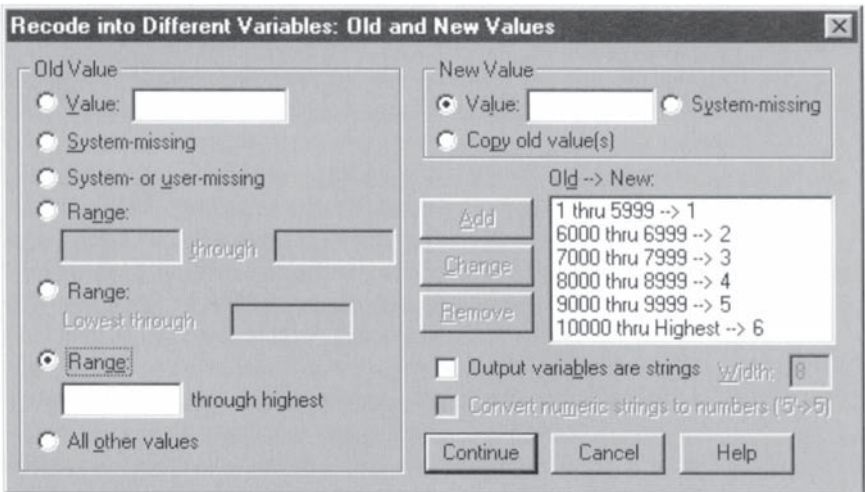 Recode into Different Variables: Old and New Values
Old Value
Value:
System-missing
System- or user-missing
Range:
through
Range:
Lowest through
Range:
through highest
All other values
New Value
Value:
System-missing
Copy old value(s)
Old --> New:
Add
Change
Remove
1 thru 5999 --> 1
6000 thru 6999 --> 2
7000 thru 7999 --> 3
8000 thru 8999 --> 4
9000 thru 9999 --> 5
10000 thru Highest --> 6
Output variables are strings Width: 8
Convert numeric strings to numbers ('5'->5)
Continue Cancel Help